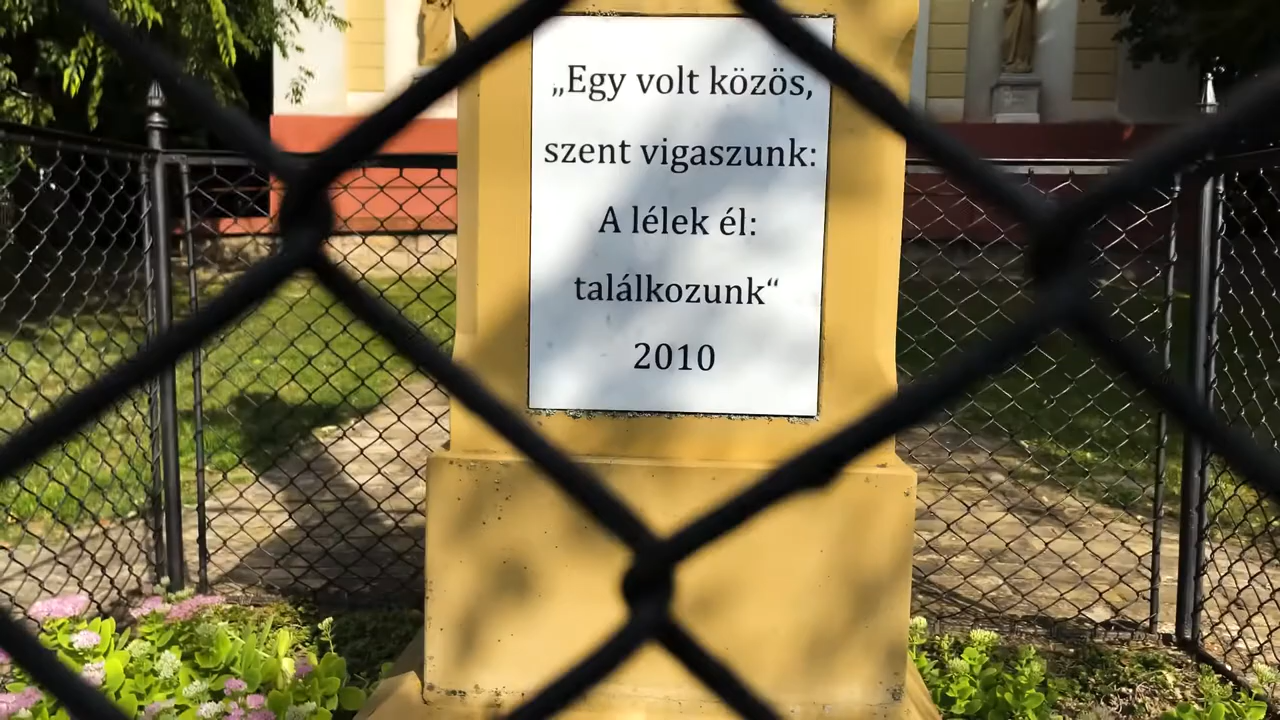 „Egy volt közös,
szent vigaszunk:
A lélek él:
találkozunk“
2010